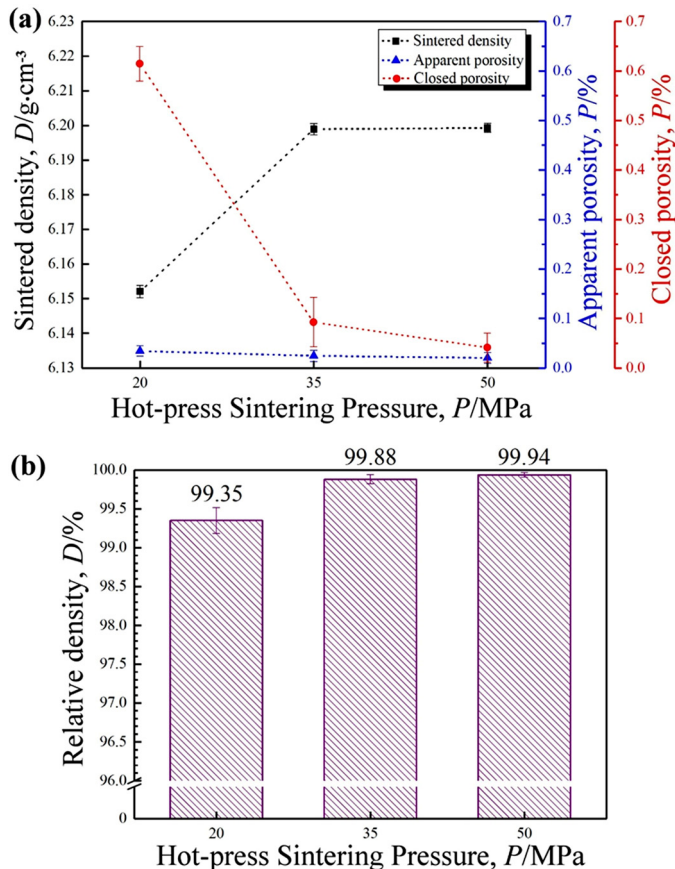 (a)
6.23
6.22
6.21
6.20
6.19
6.18
6.17
6.16
6.15
6.14
6.13
Sintered density, D/g·cm⁻³
Sintered density
Apparent porosity
Closed porosity
0.7
0.6
0.5
0.4
0.3
0.2
0.1
0.0
Apparent porosity, P/%
0.7
0.6
0.5
0.4
0.3
0.2
0.1
0.0
Closed porosity, P/%
20 35 50
Hot-press Sintering Pressure, P/MPa
(b)
100.0
99.5
99.0
98.5
98.0
97.5
97.0
96.5
96.0
0
Relative density, D/%
99.35 99.88 99.94
20 35 50
Hot-press Sintering Pressure, P/MPa